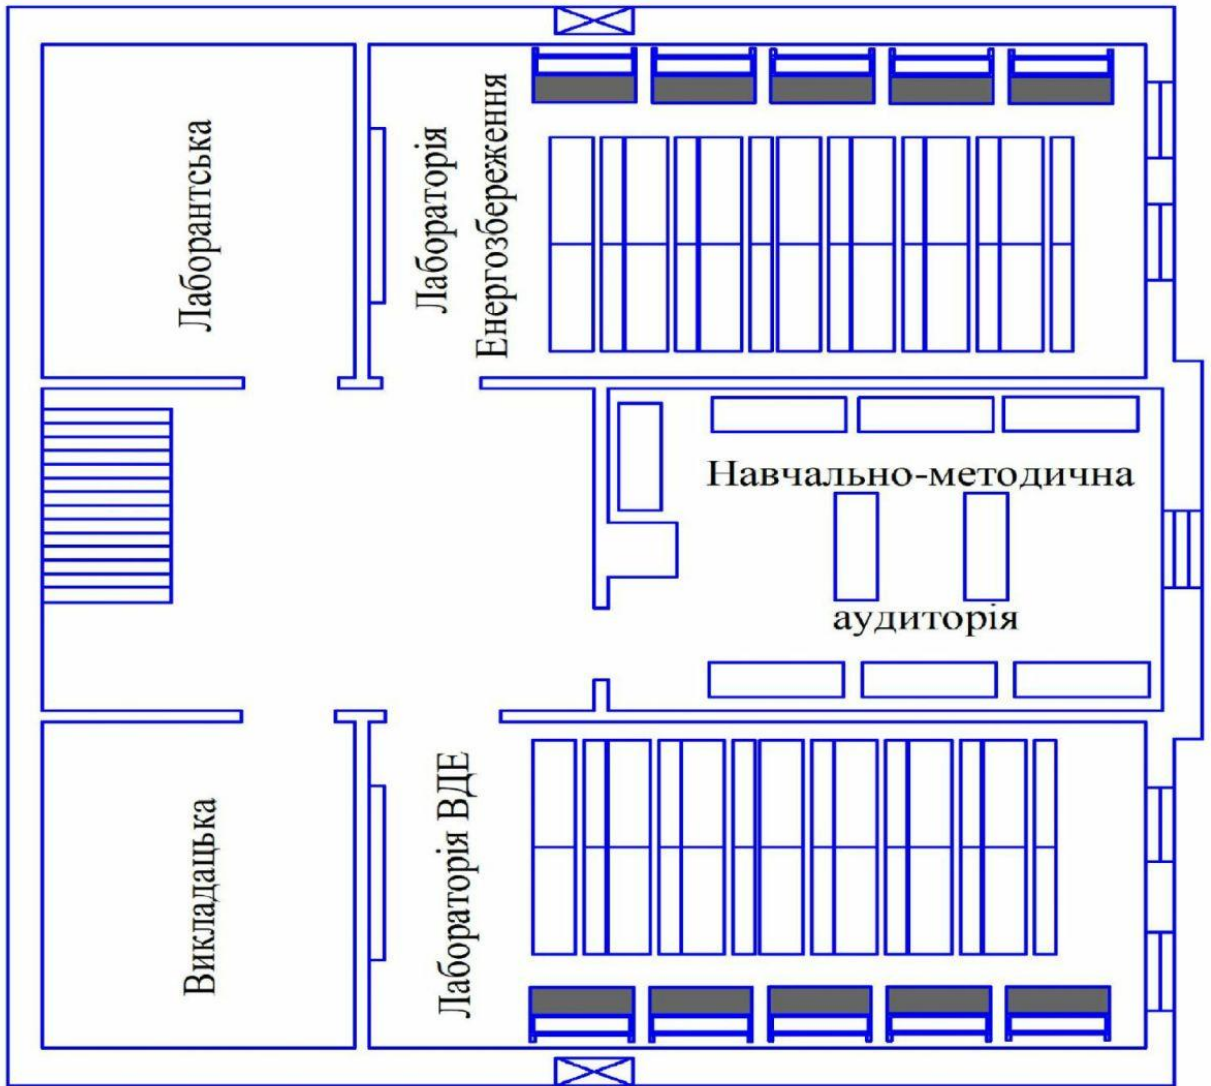 Лаборантська
Лабораторія
Енергозбереження
Навчально-методична
аудиторія
Викладацька
Лабораторія ВДЕ